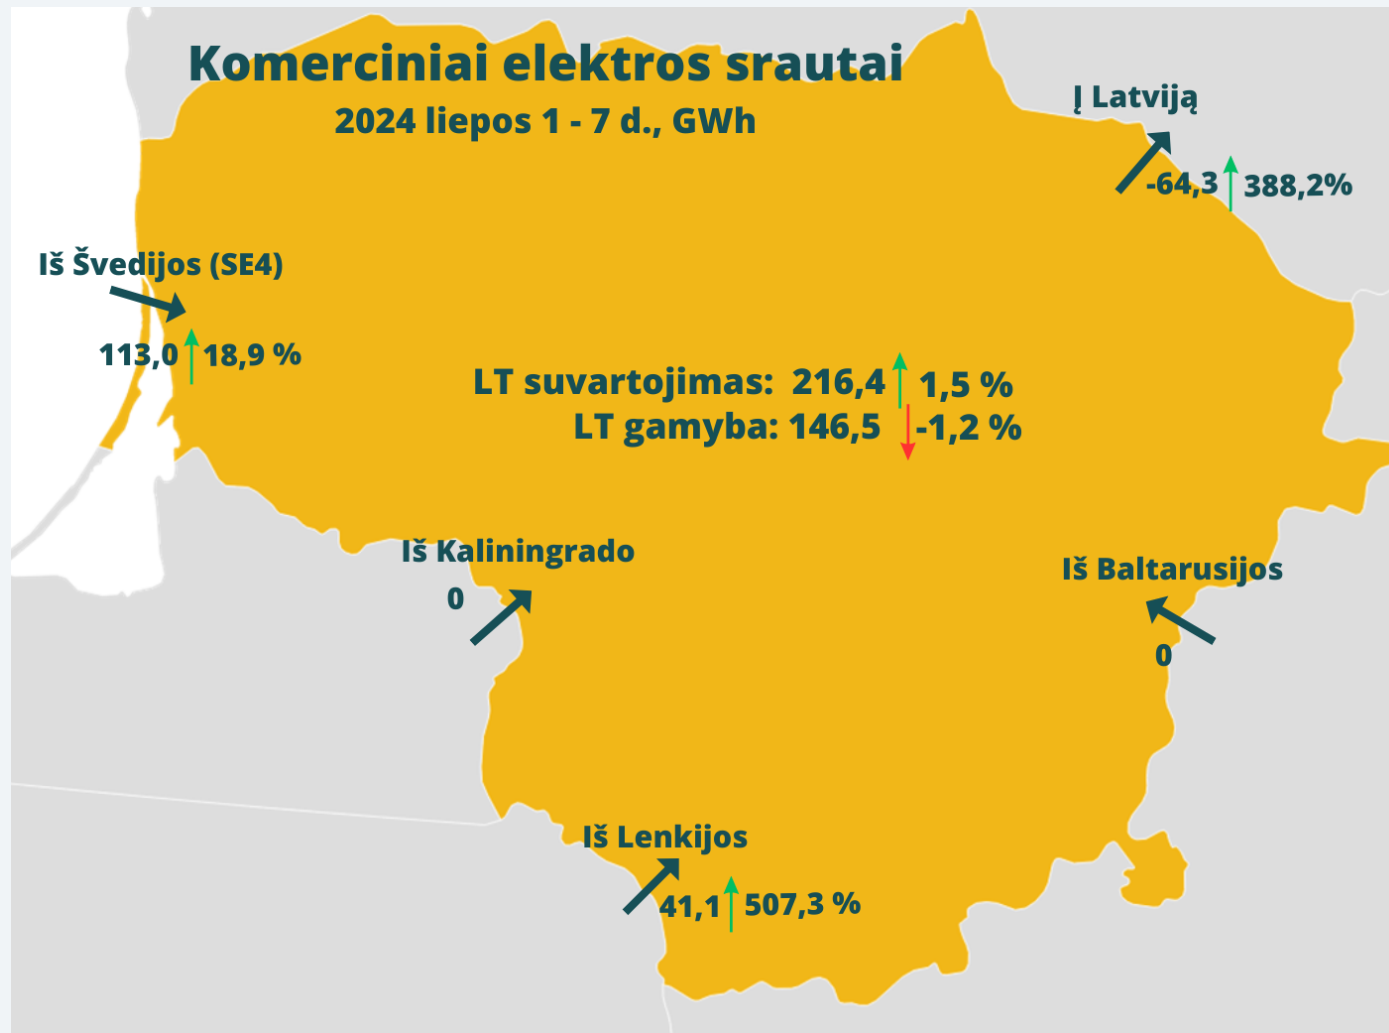 Komerciniai elektros srautai
2024 liepos 1 - 7 d., GWh
Į Latviją
-64,3 388,2%
Iš Švedijos (SE4)
113,0 18,9 %
LT suvartojimas: 216,4 1,5 %
LT gamyba: 146,5 -1,2 %
Iš Kaliningrado
0
Iš Baltarusijos
0
Iš Lenkijos
41,1 507,3 %